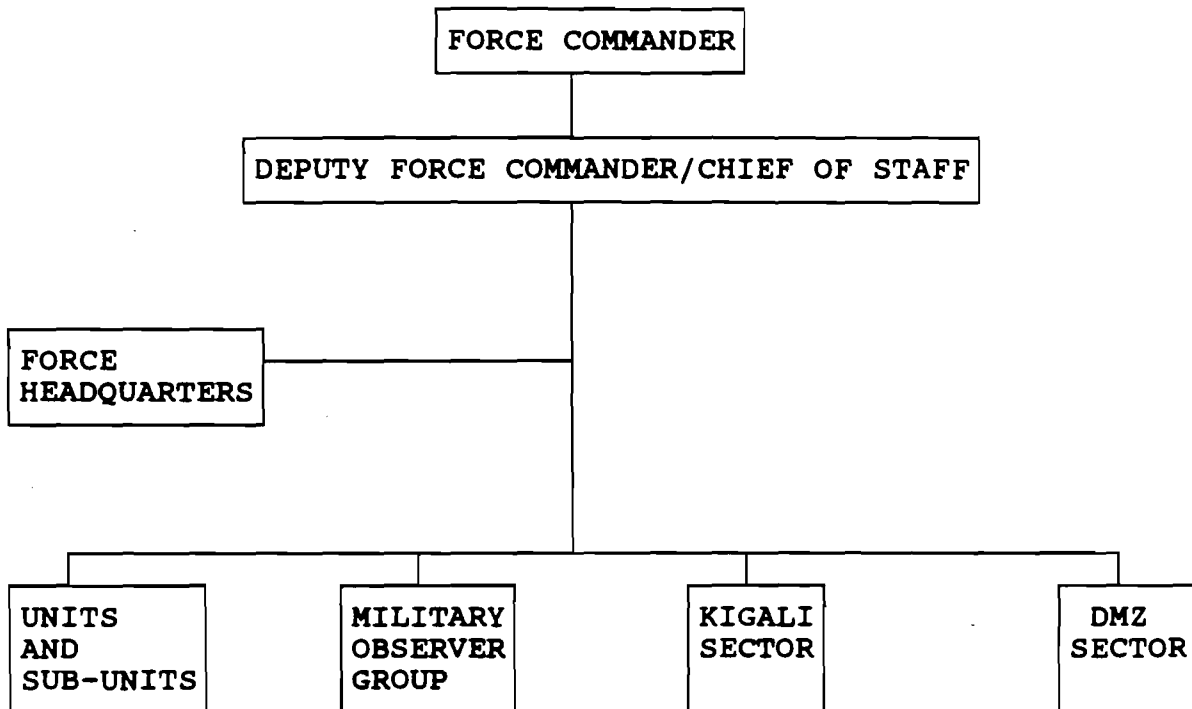 FORCE COMMANDER
DEPUTY FORCE COMMANDER/CHIEF OF STAFF
FORCE
HEADQUARTERS
UNITS
AND
SUB-UNITS
MILITARY
OBSERVER
GROUP
KIGALI
SECTOR
DMZ
SECTOR